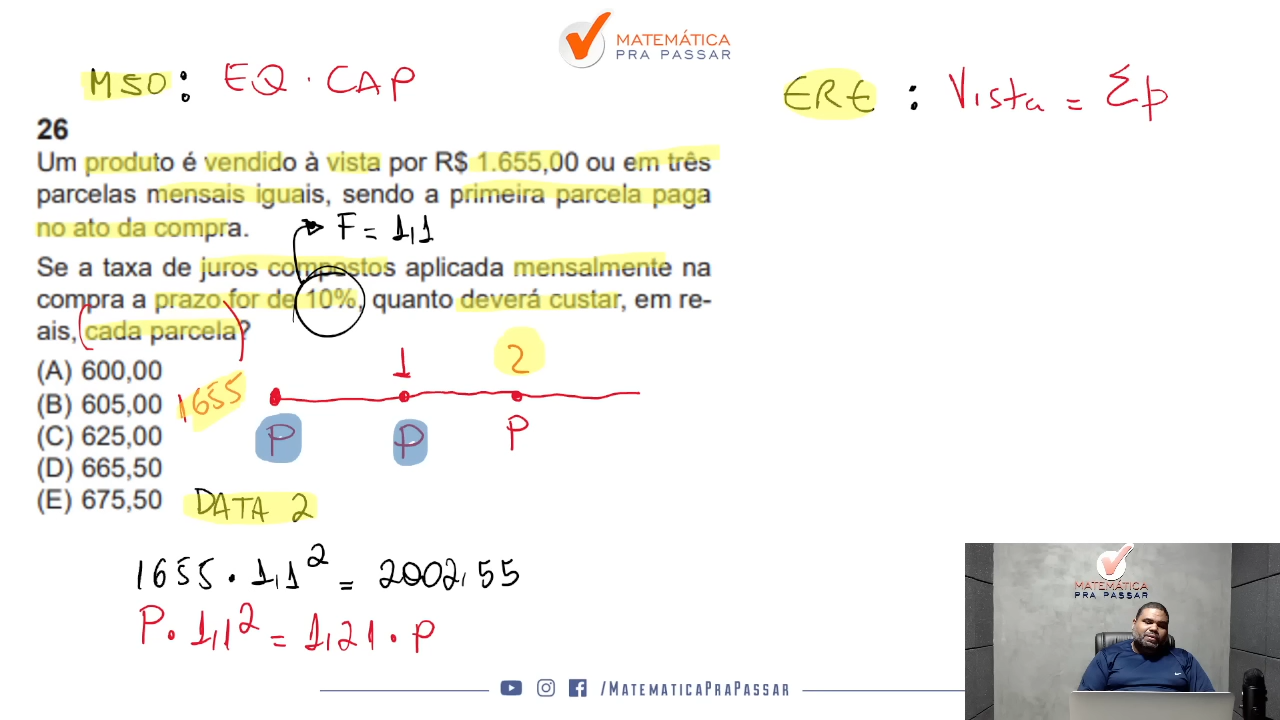 MATEMÁTICA
PRA PASSAR
MSO: EQ. CAP
ERE: Vista = Σp
26
Um produto é vendido à vista por R$ 1.655,00 ou em três
parcelas mensais iguais, sendo a primeira parcela paga
no ato da compra.
F = 1,1
Se a taxa de juros compostos aplicada mensalmente na
compra a prazo for de 10%, quanto deverá custar, em re-
ais, cada parcela?
(A) 600,00
(B) 605,00
(C) 625,00
(D) 665,50
(E) 675,50
1 2
1655
P P P
DATA 2
1655 . 1,1² = 2002,55
P . 1,1² = 1,21 . P
MATEMÁTICA
PRA PASSAR
/MATEMATICAPRAPASSAR